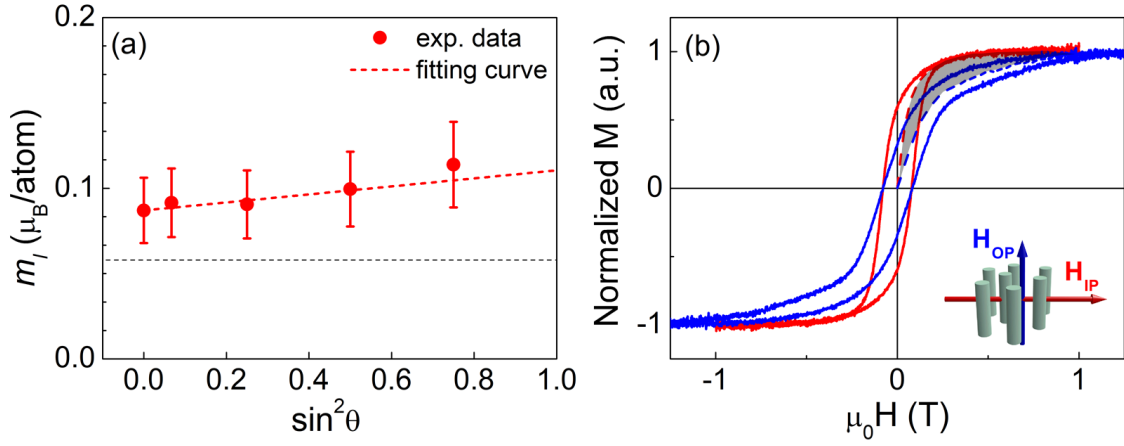 (a)
exp. data
fitting curve
m_l (μ_B/atom)
0.2
0.1
0.0
0.0 0.2 0.4 0.6 0.8 1.0
sin²θ
(b)
Normalized M (a.u.)
1
0
-1
H_OP
H_IP
-1 0 1
μ₀H (T)